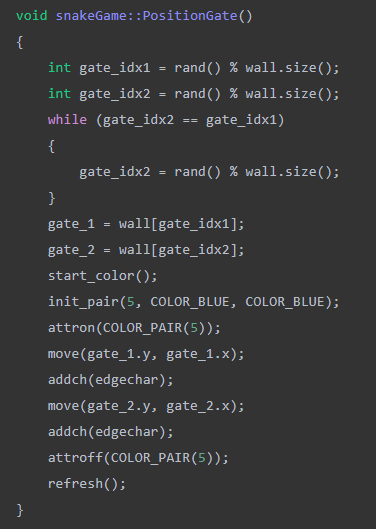 void snakeGame::PositionGate()
{
    int gate_idx1 = rand() % wall.size();
    int gate_idx2 = rand() % wall.size();
    while (gate_idx2 == gate_idx1)
    {
        gate_idx2 = rand() % wall.size();
    }
    gate_1 = wall[gate_idx1];
    gate_2 = wall[gate_idx2];
    start_color();
    init_pair(5, COLOR_BLUE, COLOR_BLUE);
    attron(COLOR_PAIR(5));
    move(gate_1.y, gate_1.x);
    addch(edgechar);
    move(gate_2.y, gate_2.x);
    addch(edgechar);
    attroff(COLOR_PAIR(5));
    refresh();
}